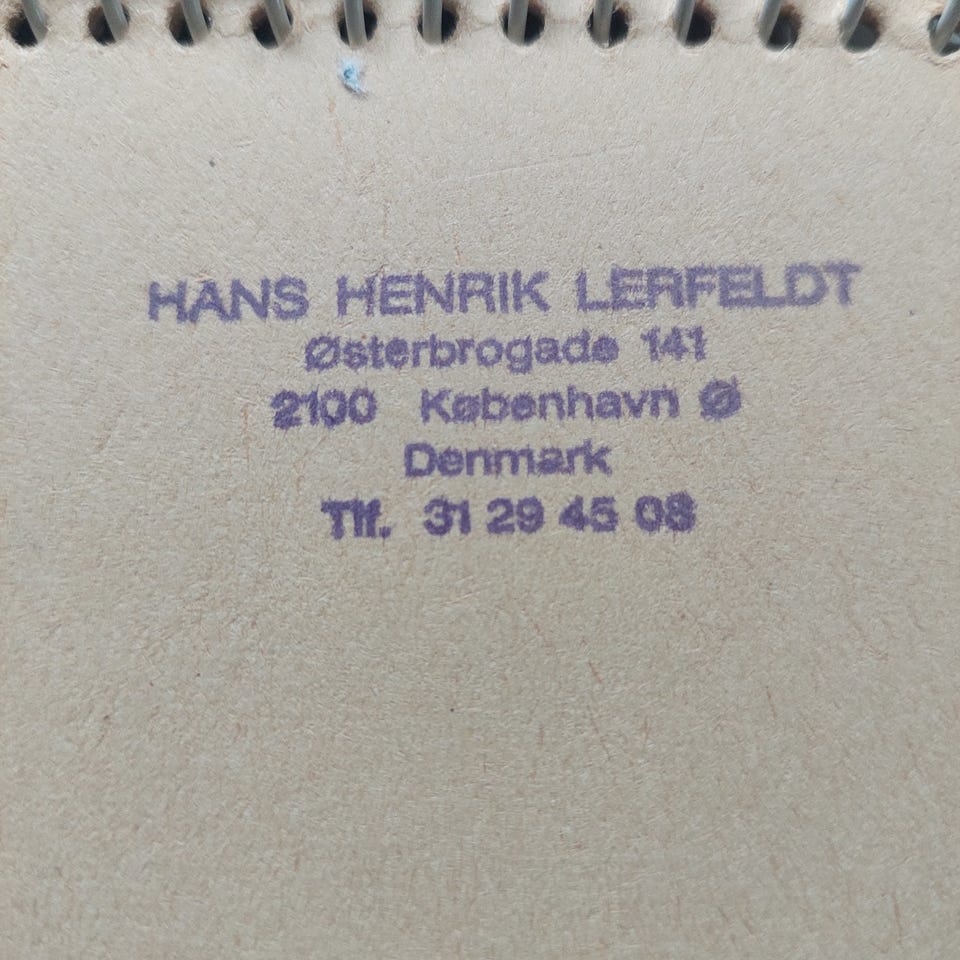 HANS HENRIK LERFELDT
Østerbrogade 141
2100 København Ø
Denmark
Tlf. 31 29 45 08